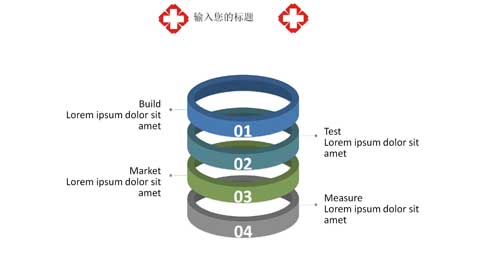 输入您的标题
Build
Lorem ipsum dolor sit
amet
01
Test
Lorem ipsum dolor sit
amet
02
Market
Lorem ipsum dolor sit
amet
03
Measure
Lorem ipsum dolor sit
amet
04